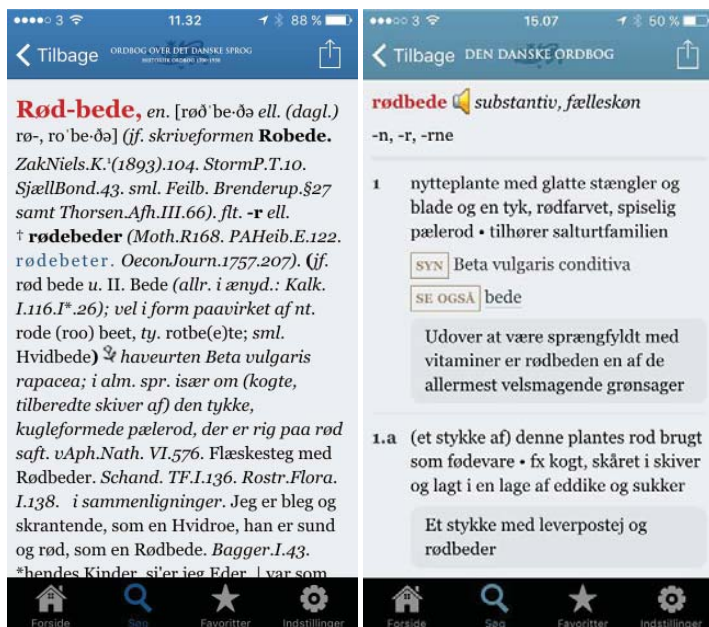 3 11.32 88 %
Tilbage ORDBOG OVER DET DANSKE SPROG
Rød-bede, en. [røðˈbe·ðə ell. (dagl.)
rø-, roˈbe·ðə] (jf. skriveformen Robede.
ZakNiels.K.¹(1893).104. StormP.T.10.
SjællBond.43. sml. Feilb. Brenderup.§27
samt Thorsen.Afh.III.66). flt. -r ell.
† rødebeder (Moth.R168. PAHeib.E.122.
rødebeter. OeconJourn.1757.207). (jf.
rød bede u. II. Bede (allr. i ænyd.: Kalk.
I.116.I*.26); vel i form paavirket af nt.
rode (roo) beet, ty. rotbe(e)te; sml.
Hvidbede) haveurten Beta vulgaris
rapacea; i alm. spr. især om (kogte,
tilberedte skiver af) den tykke,
kugleformede pælerod, der er rig paa rød
saft. vAph.Nath. VI.576. Flæskesteg med
Rødbeder. Schand. TF.I.136. Rostr.Flora.
I.138. i sammenligninger. Jeg er bleg og
skrantende, som en Hvidroe, han er sund
og rød, som en Rødbede. Bagger.I.43.
*hendes Kinder, si'er jeg Eder, | var som
Forside Søg Favoritter Indstillinger
3 15.07 50 %
Tilbage DEN DANSKE ORDBOG
rødbede substantiv, fælleskøn
-n, -r, -rne
1 nytteplante med glatte stængler og
blade og en tyk, rødfarvet, spiselig
pælerod • tilhører salturtfamilien
SYN Beta vulgaris conditiva
SE OGSÅ bede
Udover at være sprængfyldt med
vitaminer er rødbeden en af de
allermest velsmagende grønsager
1.a (et stykke af) denne plantes rod brugt
som fødevare • fx kogt, skåret i skiver
og lagt i en lage af eddike og sukker
Et stykke med leverpostej og
rødbeder
Forside Søg Favoritter Indstillinger